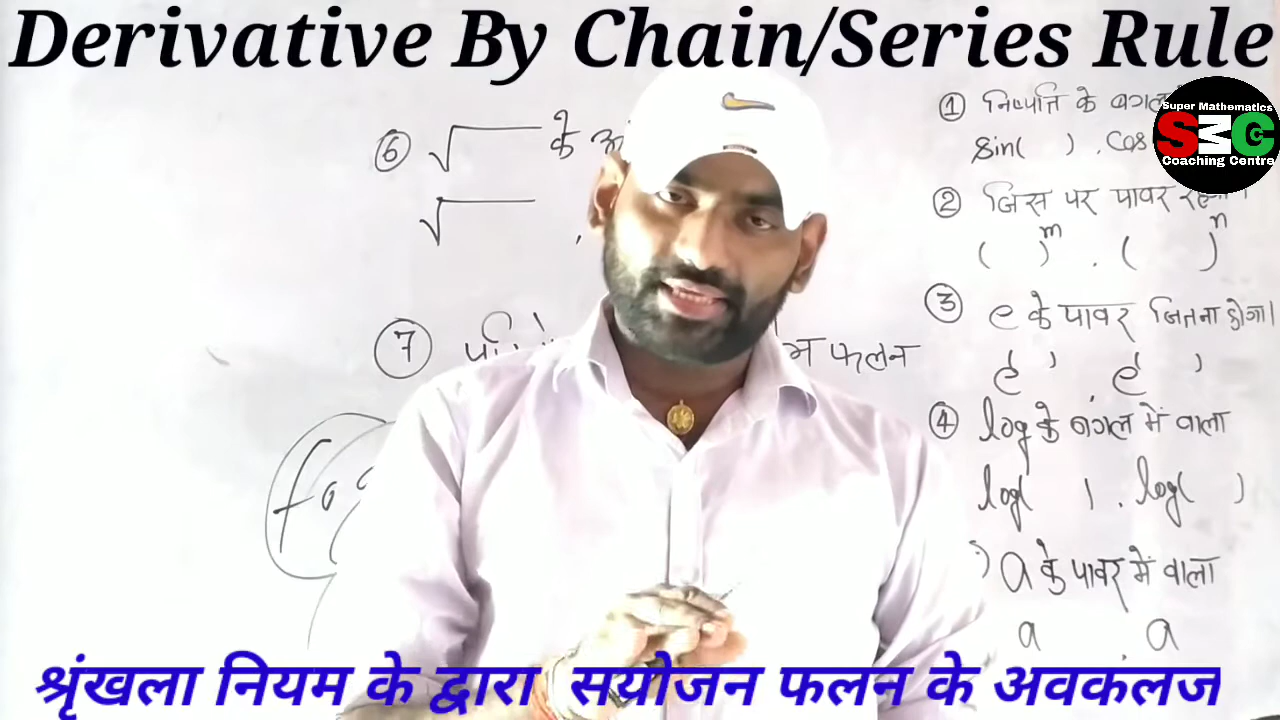 Derivative By Chain/Series Rule
Super Mathematics
SMC
Coaching Centre
① निष्पत्ति के बगल
sin( ) , cos
② जिस पर पावर
( )ᵐ , ( )ⁿ
③ e के पावर जितना होगा।
e , e
④ log के बगल में वाला
log( ) , log( )
a के पावर में वाला
a , a
⑥ √ के
√ ,
⑦ फलन
fo
श्रृंखला नियम के द्वारा सयोजन फलन के अवकलज